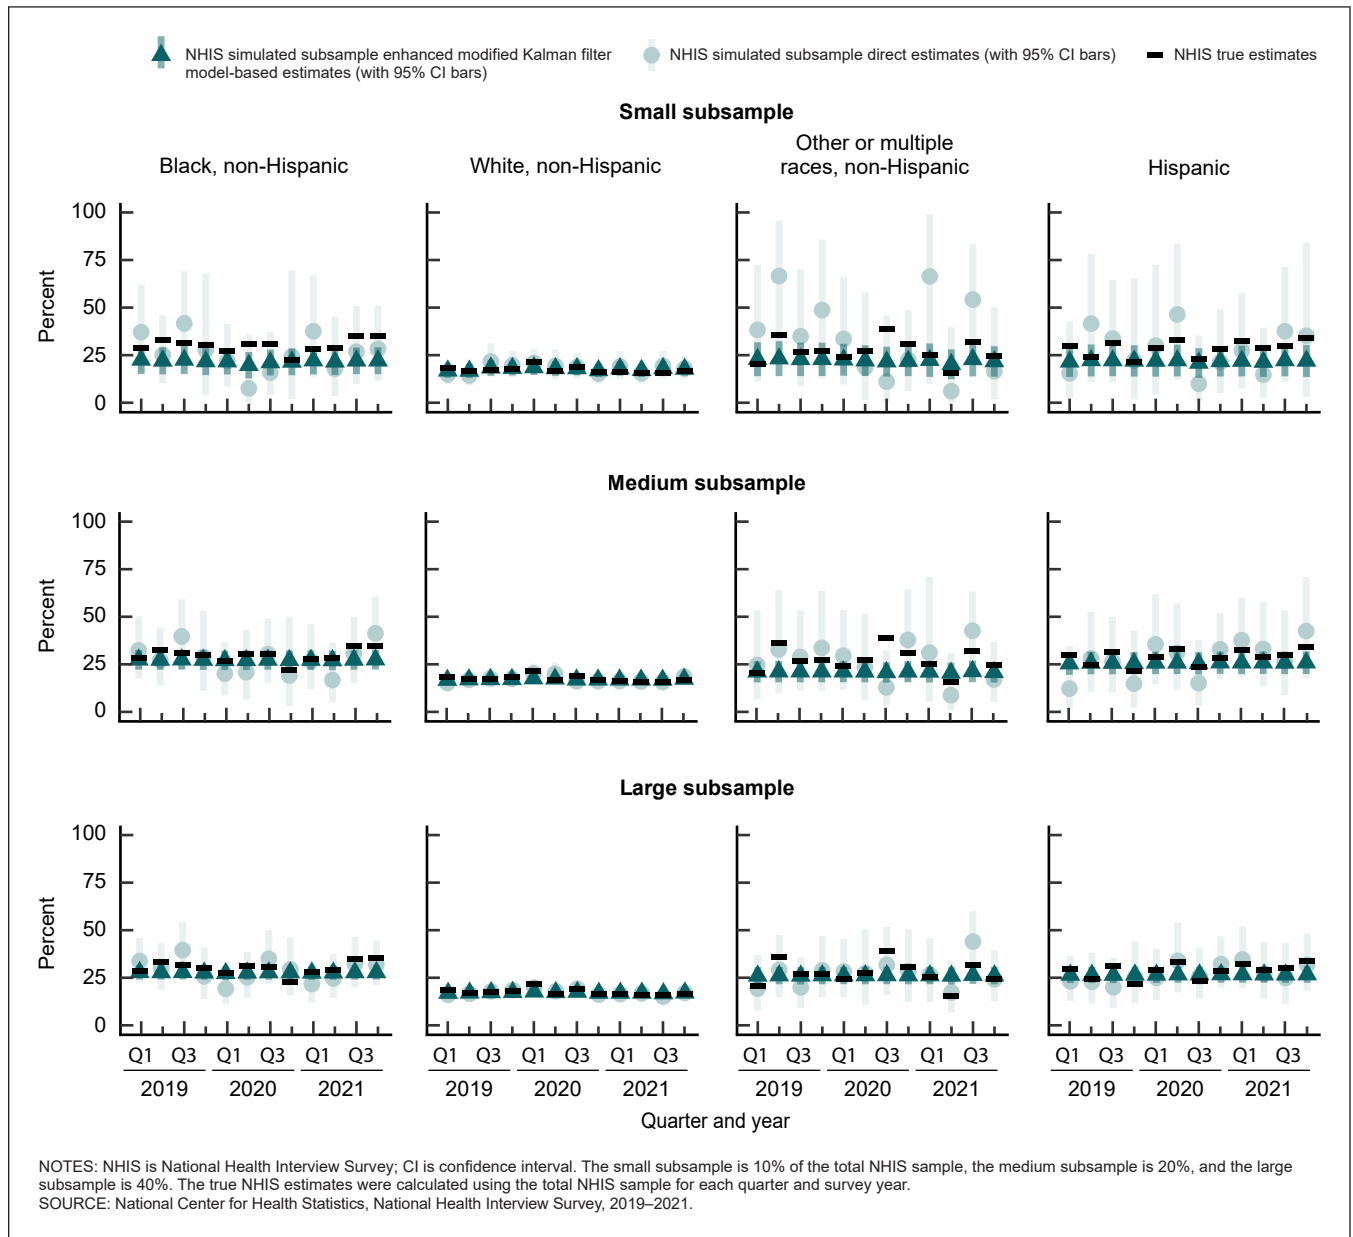 NHIS simulated subsample enhanced modified Kalman filter
model-based estimates (with 95% CI bars)
NHIS simulated subsample direct estimates (with 95% CI bars)
NHIS true estimates
Small subsample
Black, non-Hispanic
White, non-Hispanic
Other or multiple
races, non-Hispanic
Hispanic
Percent
100
75
50
25
0
Medium subsample
Percent
100
75
50
25
0
Large subsample
Percent
100
75
50
25
0
Q1 Q3 Q1 Q3 Q1 Q3
2019 2020 2021
Q1 Q3 Q1 Q3 Q1 Q3
2019 2020 2021
Q1 Q3 Q1 Q3 Q1 Q3
2019 2020 2021
Q1 Q3 Q1 Q3 Q1 Q3
2019 2020 2021
Quarter and year
NOTES: NHIS is National Health Interview Survey; CI is confidence interval. The small subsample is 10% of the total NHIS sample, the medium subsample is 20%, and the large
subsample is 40%. The true NHIS estimates were calculated using the total NHIS sample for each quarter and survey year.
SOURCE: National Center for Health Statistics, National Health Interview Survey, 2019–2021.